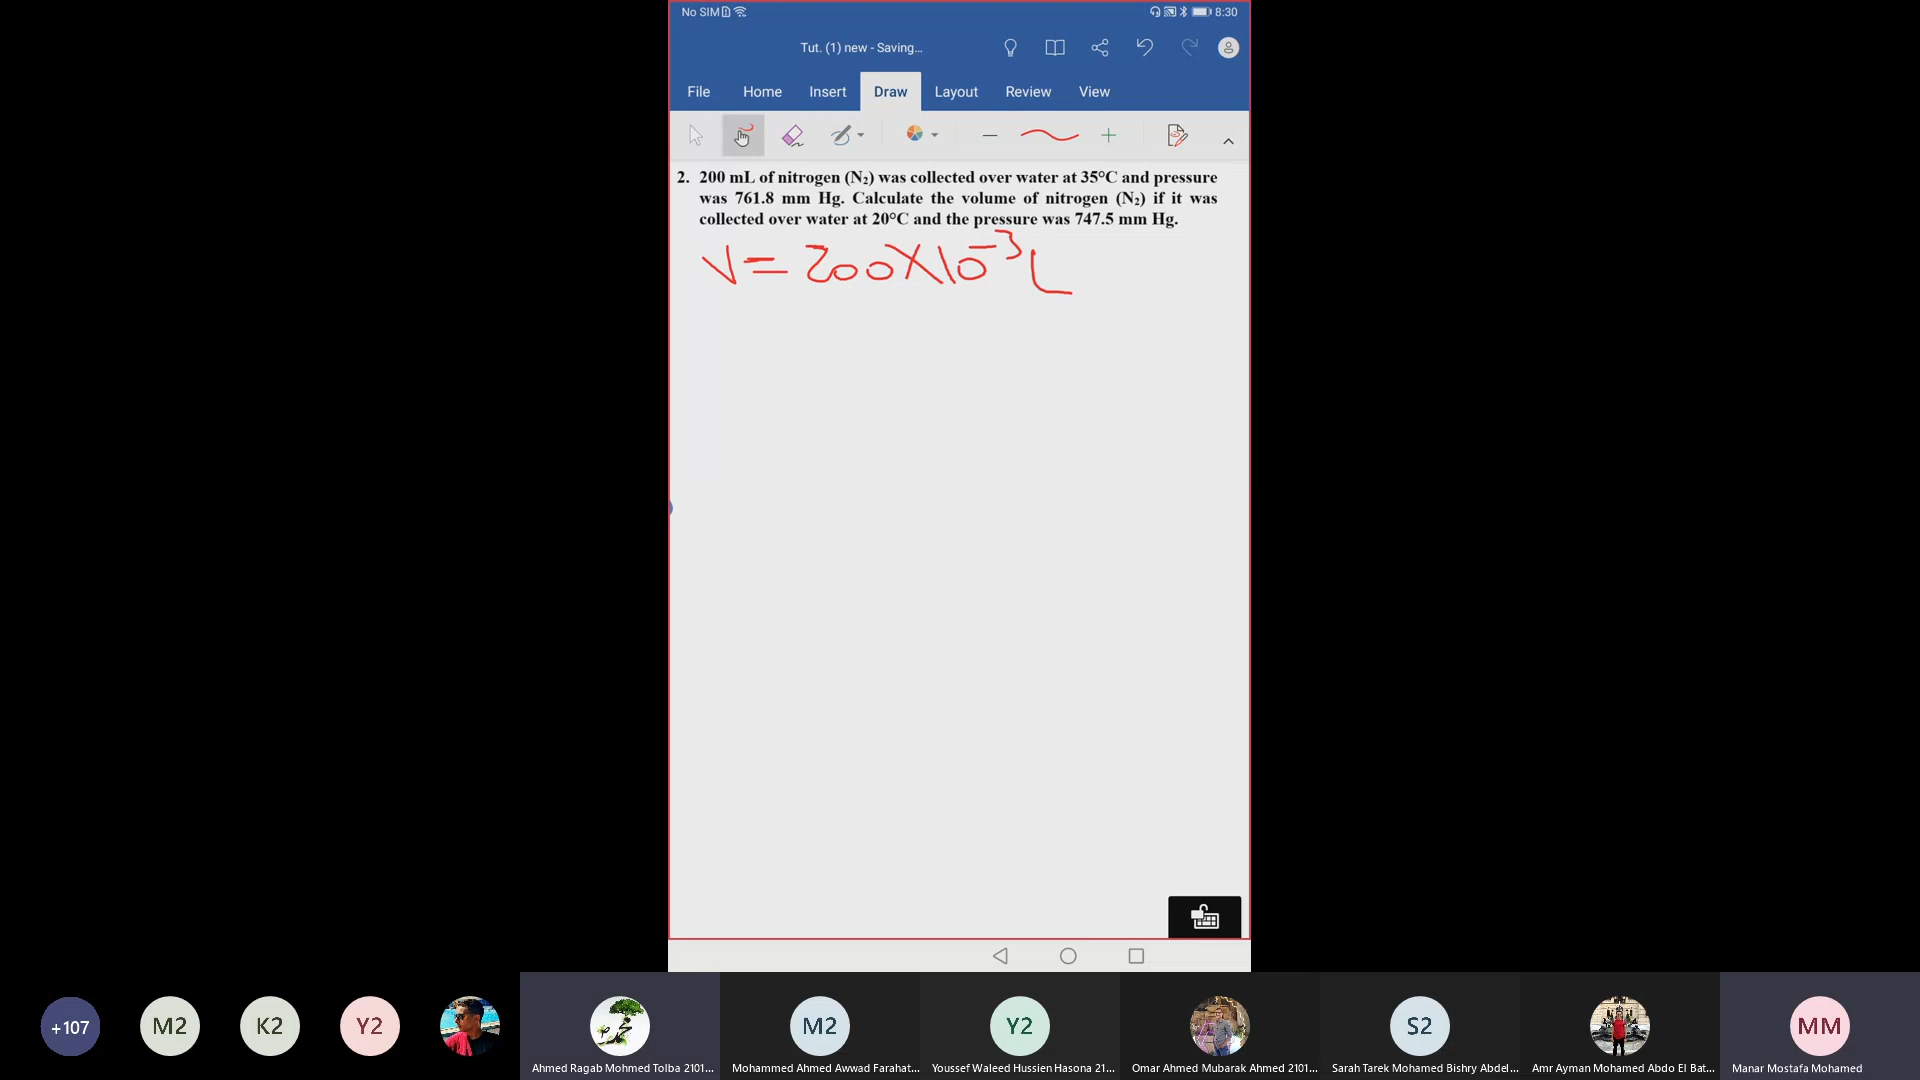 No SIM 8:30
Tut. (1) new - Saving...
File Home Insert Draw Layout Review View
2. 200 mL of nitrogen (N₂) was collected over water at 35°C and pressure
was 761.8 mm Hg. Calculate the volume of nitrogen (N₂) if it was
collected over water at 20°C and the pressure was 747.5 mm Hg.
V = 200X10⁻³ L
+107 M2 K2 Y2 M2 Y2 S2 MM
Ahmed Ragab Mohmed Tolba 2101... Mohammed Ahmed Awwad Farahat... Youssef Waleed Hussien Hasona 21... Omar Ahmed Mubarak Ahmed 2101... Sarah Tarek Mohamed Bishry Abdel... Amr Ayman Mohamed Abdo El Bat... Manar Mostafa Mohamed